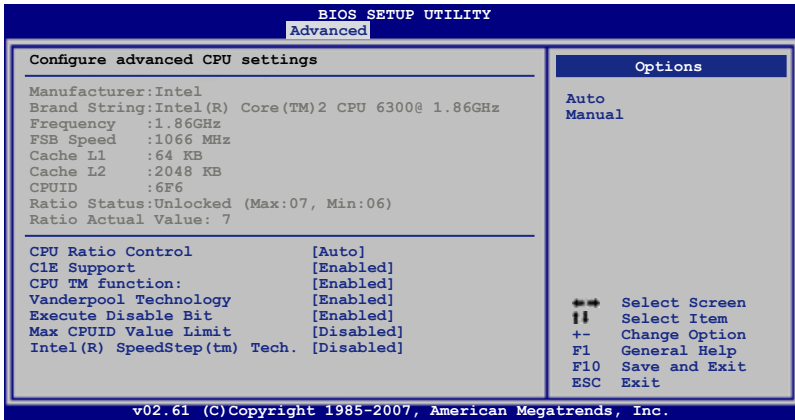 BIOS SETUP UTILITY
Advanced
Configure advanced CPU settings
Manufacturer:Intel
Brand String:Intel(R) Core(TM)2 CPU 6300@ 1.86GHz
Frequency :1.86GHz
FSB Speed :1066 MHz
Cache L1 :64 KB
Cache L2 :2048 KB
CPUID :6F6
Ratio Status:Unlocked (Max:07, Min:06)
Ratio Actual Value: 7
CPU Ratio Control [Auto]
C1E Support [Enabled]
CPU TM function: [Enabled]
Vanderpool Technology [Enabled]
Execute Disable Bit [Enabled]
Max CPUID Value Limit [Disabled]
Intel(R) SpeedStep(tm) Tech. [Disabled]
Options
Auto
Manual
←→ Select Screen
↑↓ Select Item
+- Change Option
F1 General Help
F10 Save and Exit
ESC Exit
v02.61 (C)Copyright 1985-2007, American Megatrends, Inc.